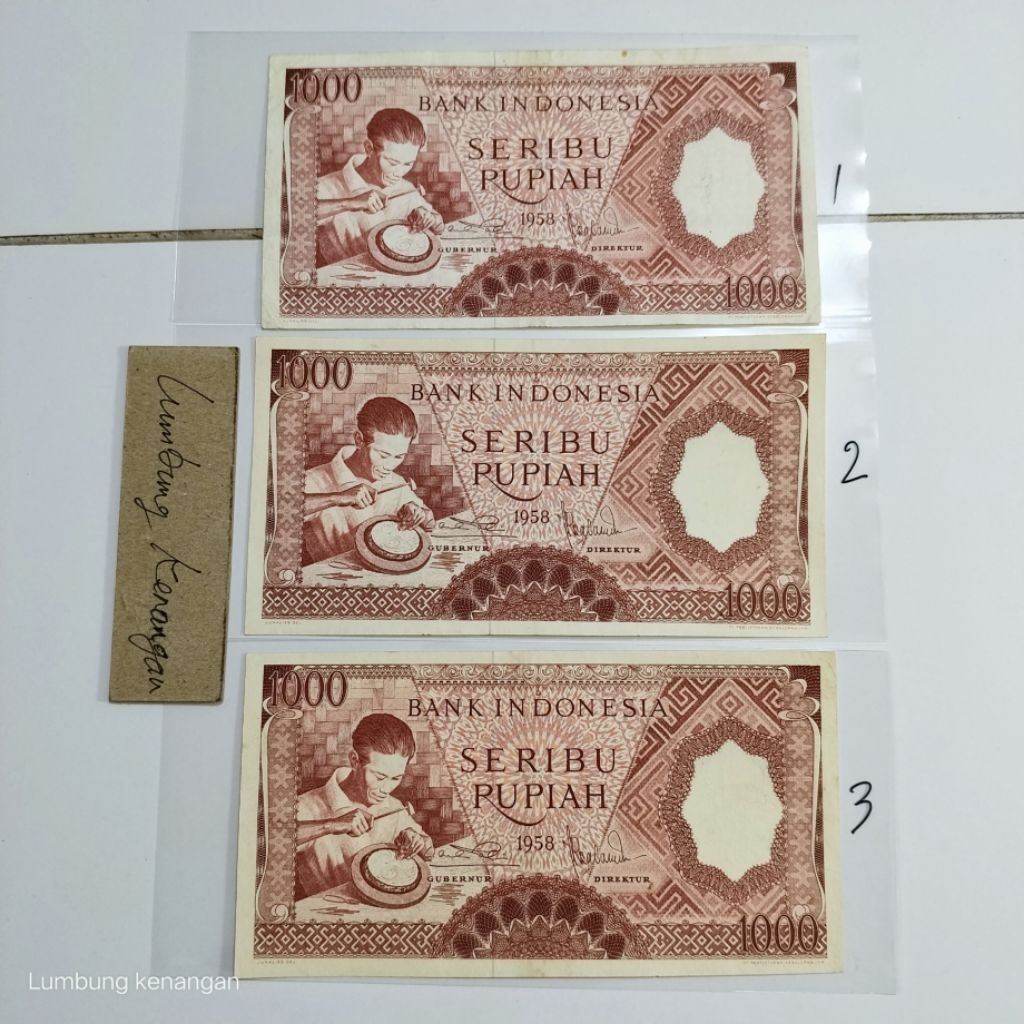 1000
BANK INDONESIA
SERIBU
RUPIAH
1958
GUBERNUR
DIREKTUR
1000
1
1000
BANK INDONESIA
SERIBU
RUPIAH
1958
GUBERNUR
DIREKTUR
1000
2
Lumbung Kenangan
1000
BANK INDONESIA
SERIBU
RUPIAH
1958
GUBERNUR
DIREKTUR
1000
3
Lumbung kenangan